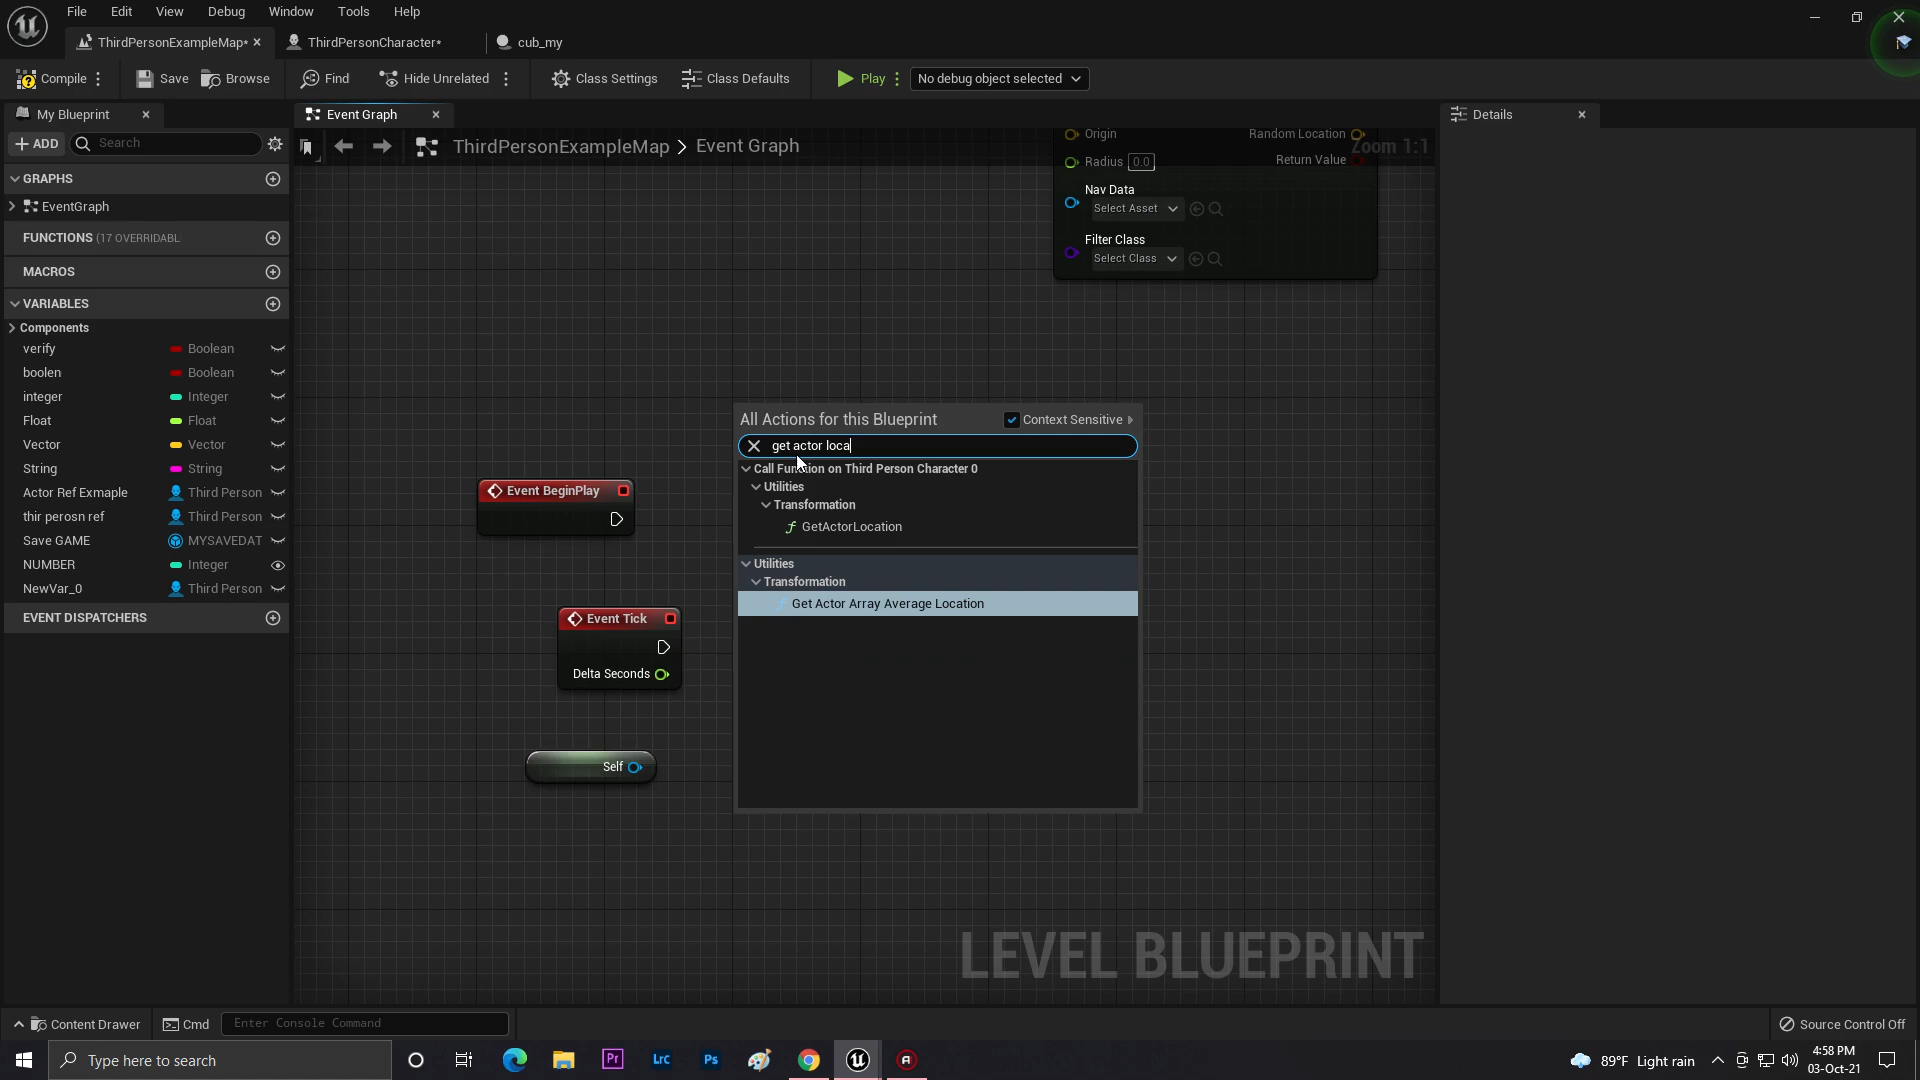 File Edit View Debug Window Tools Help
ThirdPersonExampleMap* ThirdPersonCharacter* cub_my
Compile Save Browse Find Hide Unrelated Class Settings Class Defaults Play No debug object selected
My Blueprint Event Graph Details
ADD Search ThirdPersonExampleMap > Event Graph Zoom 1:1
Origin Random Location
Radius 0.0 Return Value
Nav Data
Select Asset
Filter Class
Select Class
GRAPHS
EventGraph
FUNCTIONS (17 OVERRIDABL
MACROS
VARIABLES
Components
verify Boolean
boolen Boolean
integer Integer
Float Float
Vector Vector
String String
Actor Ref Exmaple Third Person
thir perosn ref Third Person
Save GAME MYSAVEDAT
NUMBER Integer
NewVar_0 Third Person
EVENT DISPATCHERS
All Actions for this Blueprint Context Sensitive
get actor loca
Call Function on Third Person Character 0
Utilities
Transformation
GetActorLocation
Utilities
Transformation
Get Actor Array Average Location
Event BeginPlay
Event Tick
Delta Seconds
Self
LEVEL BLUEPRINT
Content Drawer Cmd Enter Console Command Source Control Off
Type here to search Pr Lrc Ps 89°F Light rain 4:58 PM
03-Oct-21